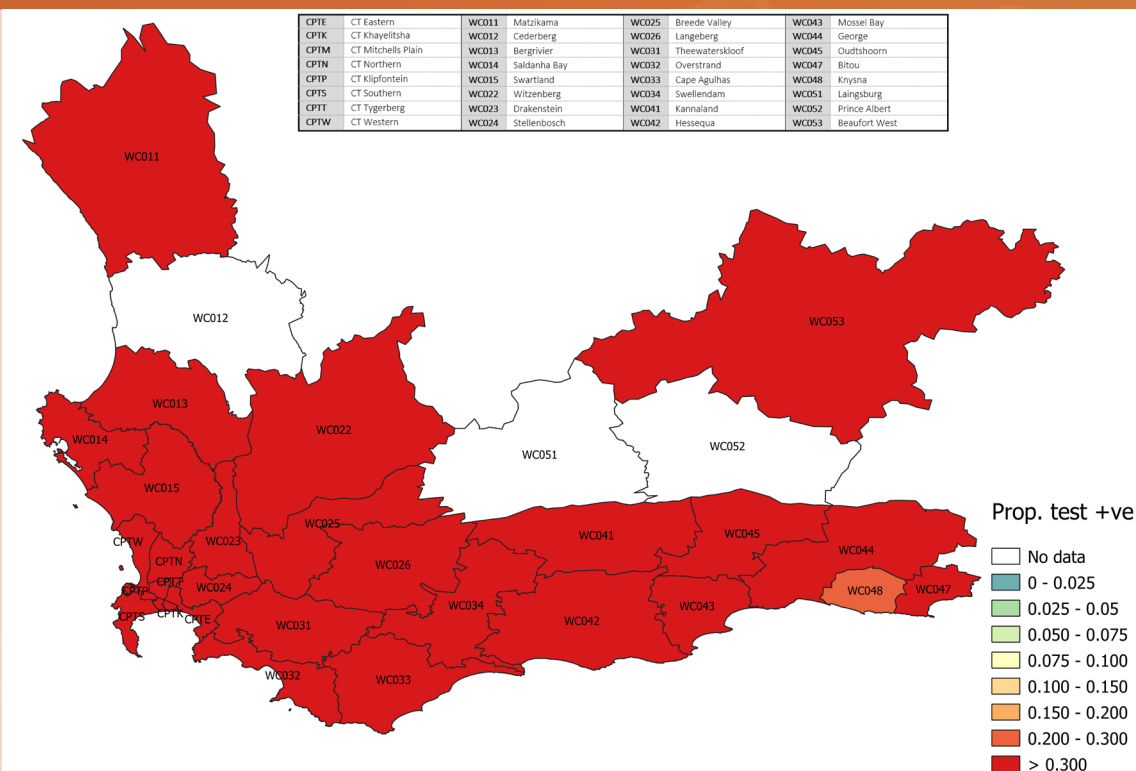 CPTE CT Eastern WC011 Matzikama WC025 Breede Valley WC043 Mossel Bay
CPTK CT Khayelitsha WC012 Cederberg WC026 Langeberg WC044 George
CPTM CT Mitchells Plain WC013 Bergrivier WC031 Theewaterskloof WC045 Oudtshoorn
CPTN CT Northern WC014 Saldanha Bay WC032 Overstrand WC047 Bitou
CPTP CT Klipfontein WC015 Swartland WC033 Cape Agulhas WC048 Knysna
CPTS CT Southern WC022 Witzenberg WC034 Swellendam WC051 Laingsburg
CPTT CT Tygerberg WC023 Drakenstein WC041 Kannaland WC052 Prince Albert
CPTW CT Western WC024 Stellenbosch WC042 Hessequa WC053 Beaufort West
WC011
WC012
WC053
WC013
WC022
WC014
WC052
WC051
WC015
WC025
WC041
WC045
CPTW
WC023
WC044
CPTN
WC026
CPTT
WC024
CPTP
WC048
WC047
WC034
WC043
CPTS
CPTK
CPTE
WC031
WC042
WC032
WC033
Prop. test +ve
No data
0 - 0.025
0.025 - 0.05
0.050 - 0.075
0.075 - 0.100
0.100 - 0.150
0.150 - 0.200
0.200 - 0.300
> 0.300